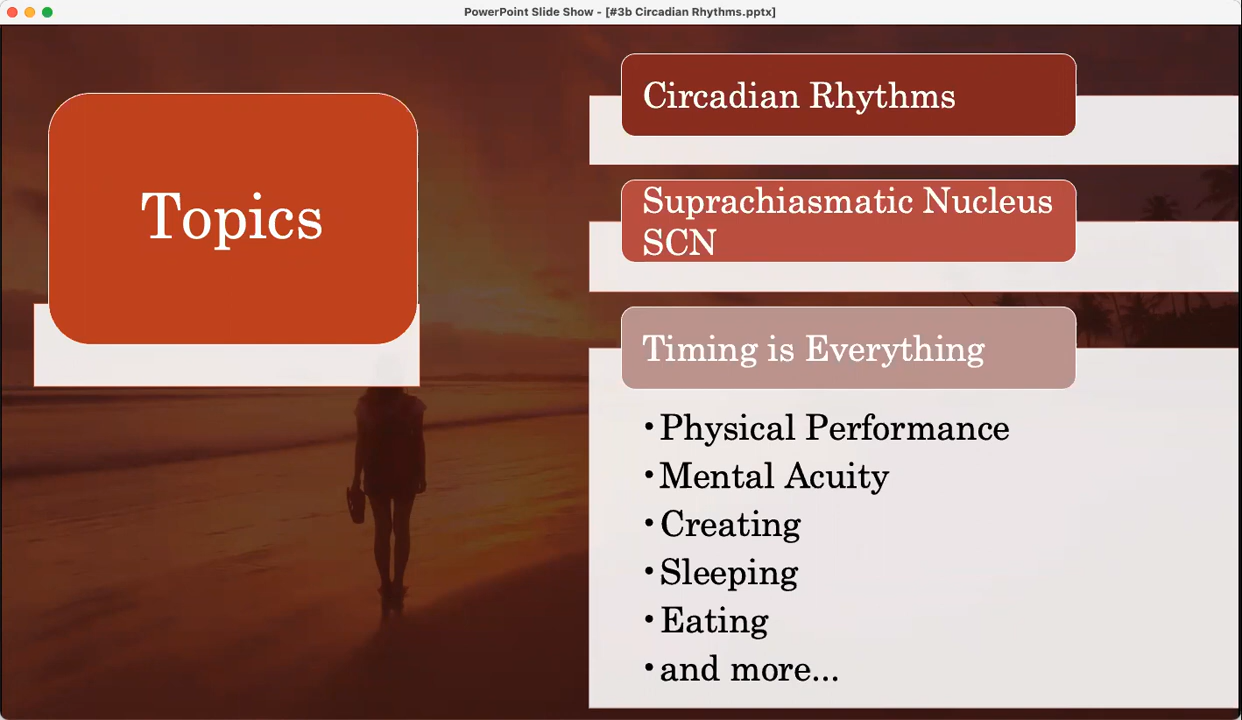 PowerPoint Slide Show - [#3b Circadian Rhythms.pptx]
Topics
Circadian Rhythms
Suprachiasmatic Nucleus
SCN
Timing is Everything
•Physical Performance
•Mental Acuity
•Creating
•Sleeping
•Eating
•and more...